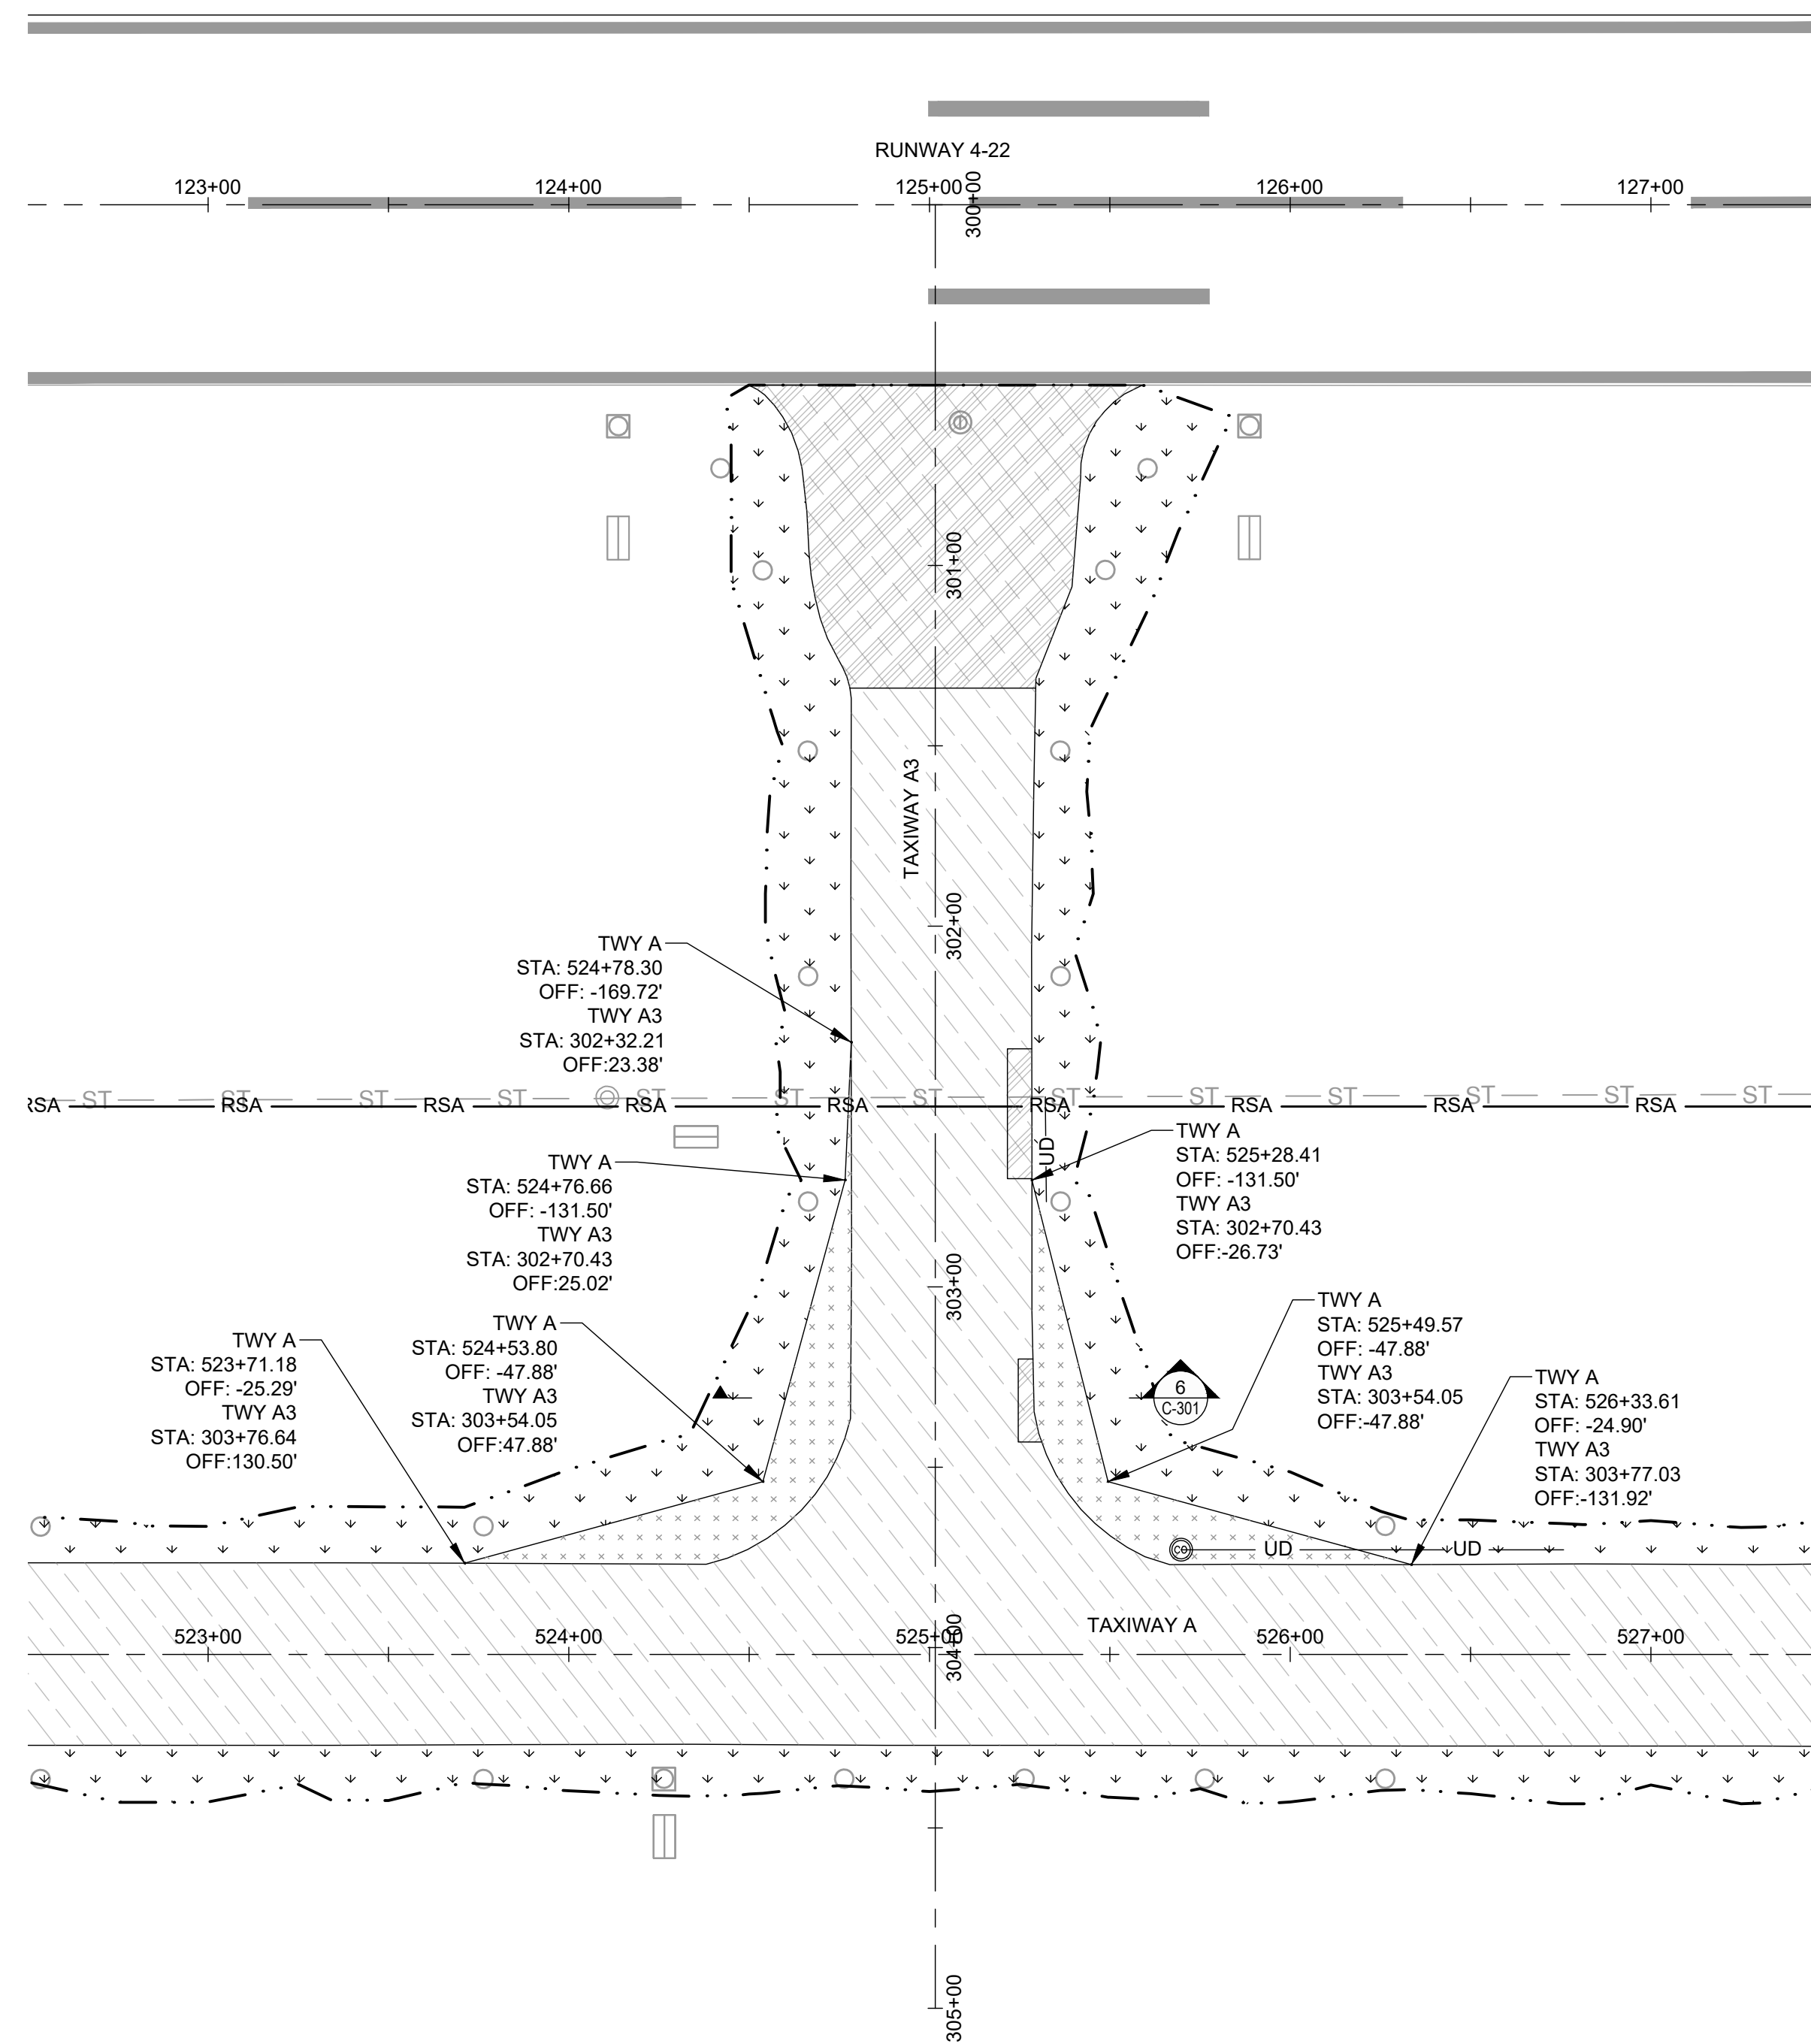 RUNWAY 4-22
123+00
124+00
125+00
126+00
127+00
300+00
301+00
TAXIWAY A3
302+00
TWY A
STA: 524+78.30
OFF: -169.72'
TWY A3
STA: 302+32.21
OFF:23.38'
ST ST ST ST ST ST ST ST ST ST ST ST ST
RSA RSA RSA RSA RSA RSA RSA RSA RSA
UD
TWY A
STA: 525+28.41
OFF: -131.50'
TWY A3
STA: 302+70.43
OFF:-26.73'
TWY A
STA: 524+76.66
OFF: -131.50'
TWY A3
STA: 302+70.43
OFF:25.02'
303+00
TWY A
STA: 523+71.18
OFF: -25.29'
TWY A3
STA: 303+76.64
OFF:130.50'
TWY A
STA: 524+53.80
OFF: -47.88'
TWY A3
STA: 303+54.05
OFF:47.88'
6
C-301
TWY A
STA: 525+49.57
OFF: -47.88'
TWY A3
STA: 303+54.05
OFF:-47.88'
TWY A
STA: 526+33.61
OFF: -24.90'
TWY A3
STA: 303+77.03
OFF:-131.92'
CO UD UD
TAXIWAY A
523+00
524+00
525+00
526+00
527+00
304+00
305+00